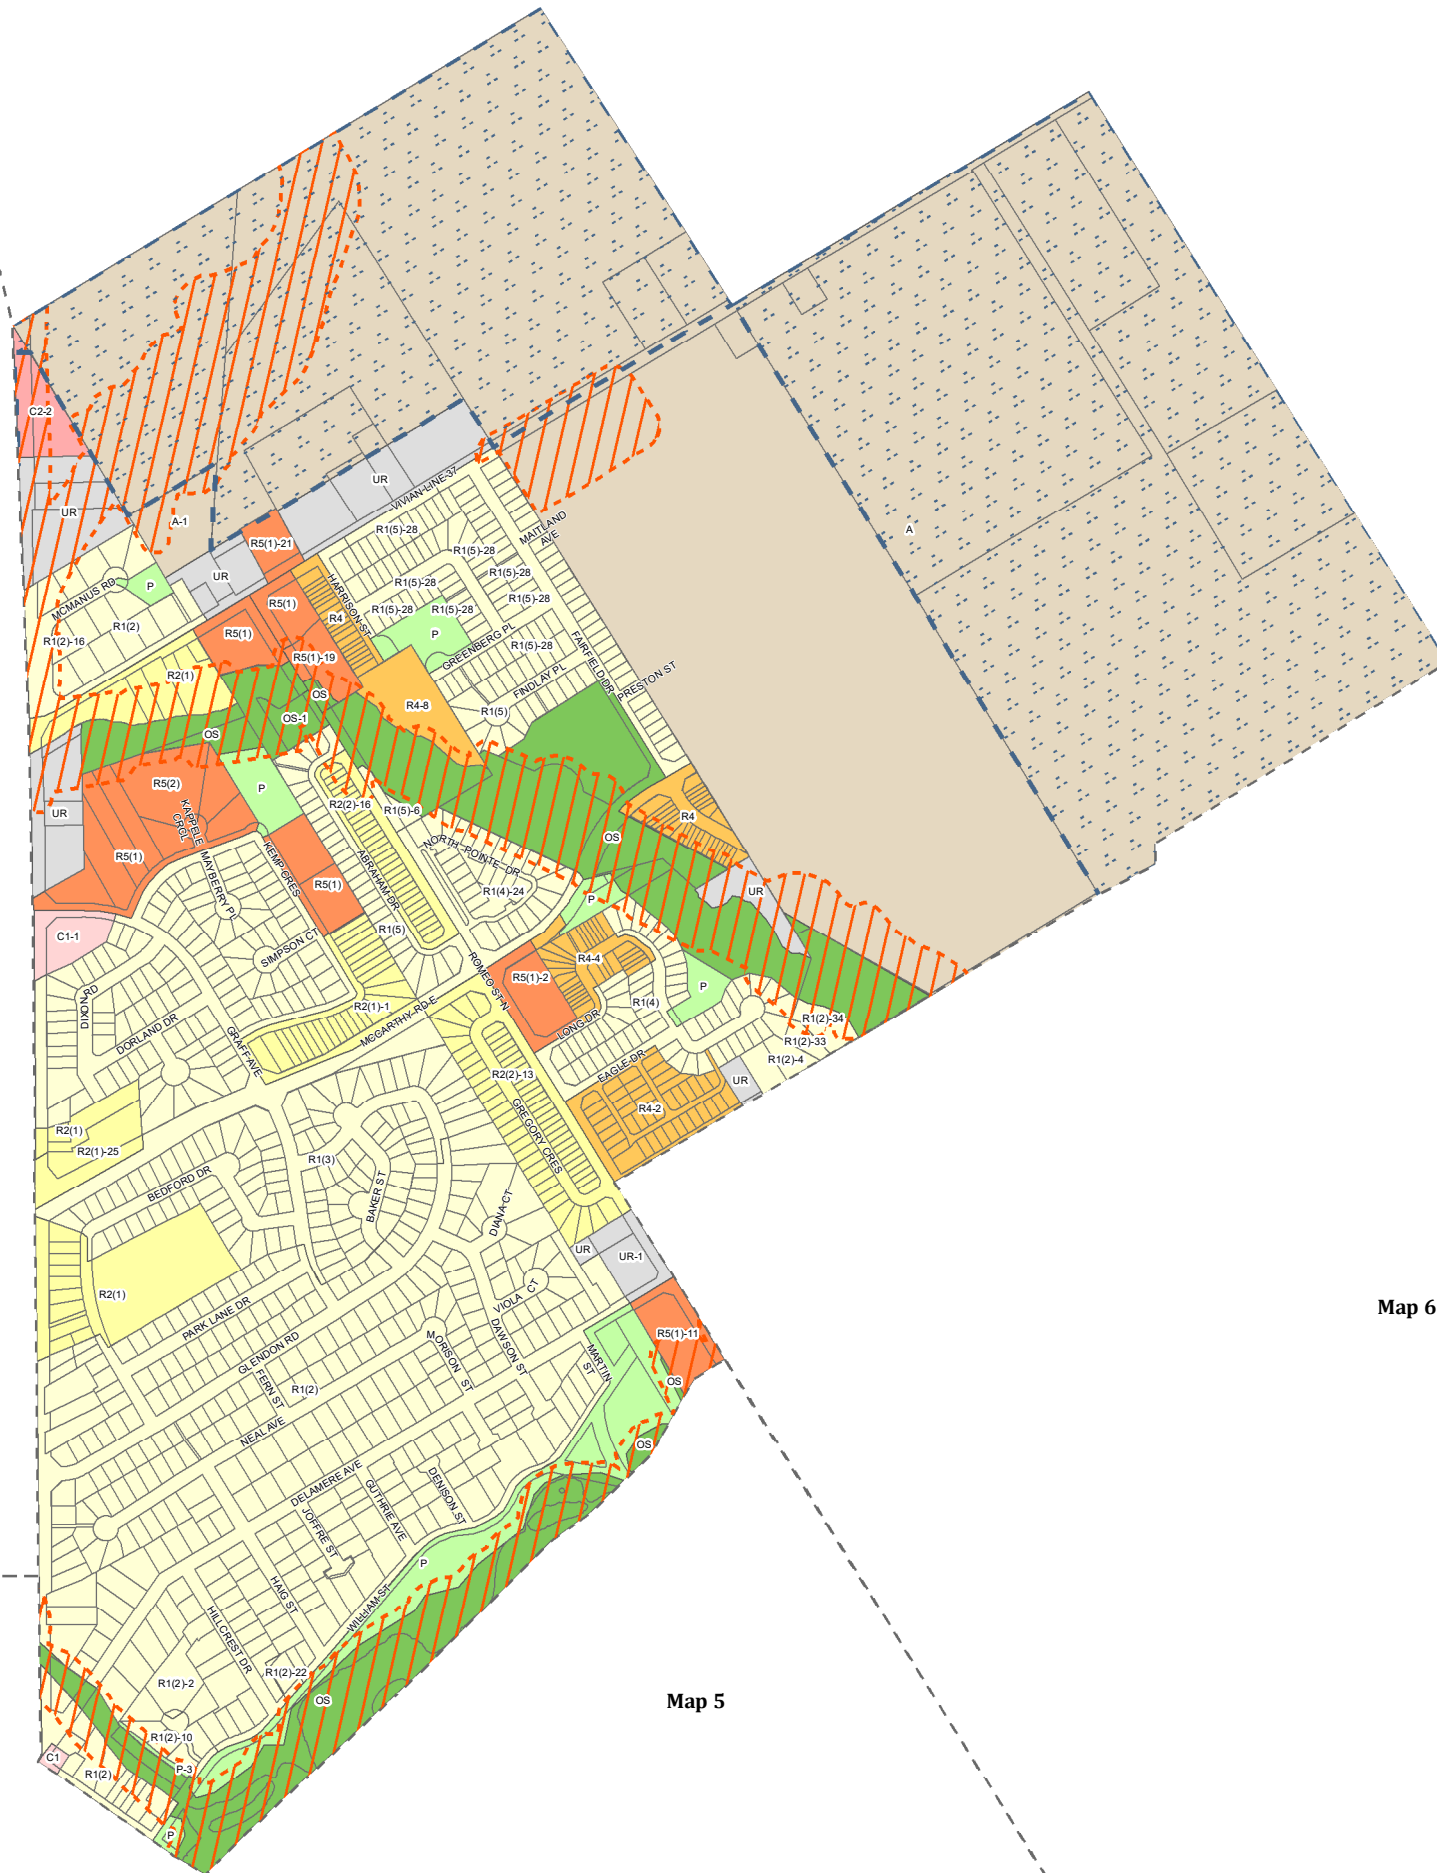 C2-2
UR
UR
VIVIAN LINE 37
A-1
R5(1)-21
R1(5)-28
MAITLAND
AVE
A
UR
P
MCMANUS RD
R1(2)
R1(2)-16
R5(1)
R5(1)
R4
HARRISON ST
R1(5)-28
R1(5)-28
R1(5)-28
R1(5)-28
R1(5)-28
R1(5)-28
P
GREENBERG PL
R1(5)-28
FAIRFIELD DR
R5(1)-19
R2(1)
OS
OS-1
OS
R4-8
FINDLAY PL
PRESTON ST
R1(5)
R5(2)
P
KAPPELE
CRCL
UR
R2(2)-16
R1(5)-6
R4
OS
R5(1)
MAYBERRY PL
KEMP CRES
ABRAHAM DR
NORTH POINTE DR
R5(1)
R1(4)-24
UR
P
C1-1
SIMPSON CT
R1(5)
R4-4
R5(1)-2
ROMEO ST N
P
DIXON
RD
R2(1)-1
R1(4)
DORLAND DR
GRAFF AVE
MCCARTHY RD E
LONG DR
R1(2)-34
R1(2)-33
R1(2)-4
EAGLE DR
UR
R2(2)-13
R4-2
GREGORY CRES
R2(1)
R2(1)-25
R1(3)
BEDFORD DR
BAKER ST
DIANA CT
UR
UR-1
R2(1)
VIOLA
CT
PARK LANE DR
GLENDON RD
MORISON
ST
DAWSON ST
MARTIN
ST
R5(1)-11
Map 6
FERN ST
R1(2)
OS
NEAL AVE
OS
DELAMERE AVE
GUTHRIE AVE
DENISON ST
JOFFRE ST
P
HAIG ST
WILLIAM ST
HILLCREST DR
R1(2)-22
R1(2)-2
OS
Map 5
R1(2)-10
C1
R1(2)
P-3
P